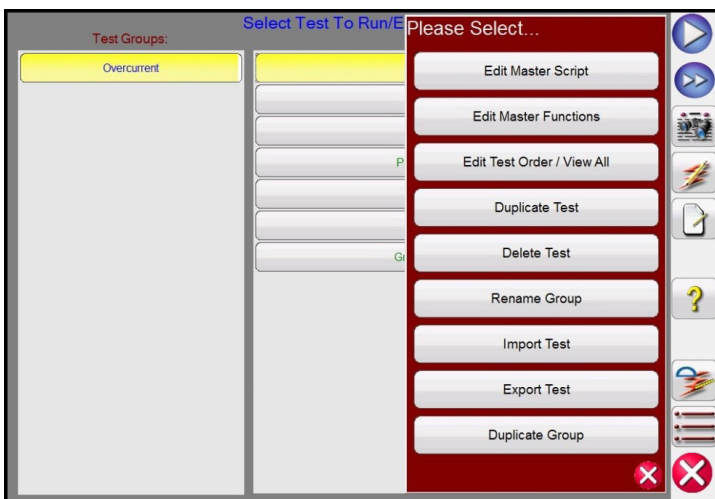 Select Test To Run/E
Test Groups:
Overcurrent
P
Gr
Please Select...
Edit Master Script
Edit Master Functions
Edit Test Order / View All
Duplicate Test
Delete Test
Rename Group
Import Test
Export Test
Duplicate Group